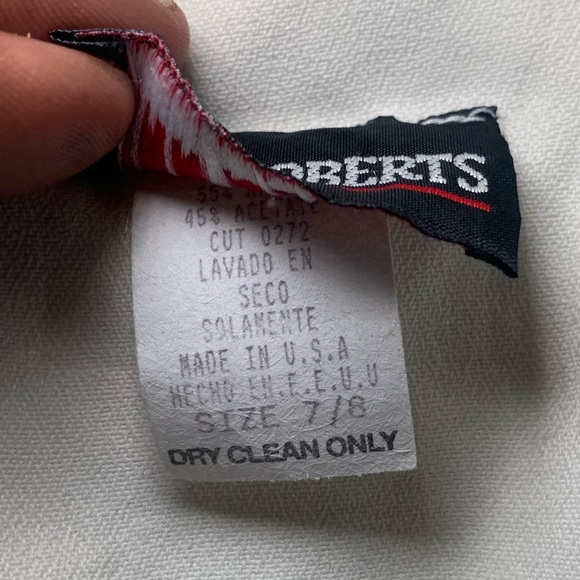 OBERTS
55%
45% ACETATE
CUT 0272
LAVADO EN
SECO
SOLAMENTE
MADE IN U.S.A
HECHO EN.E.E.U.U
SIZE 7/8
DRY CLEAN ONLY